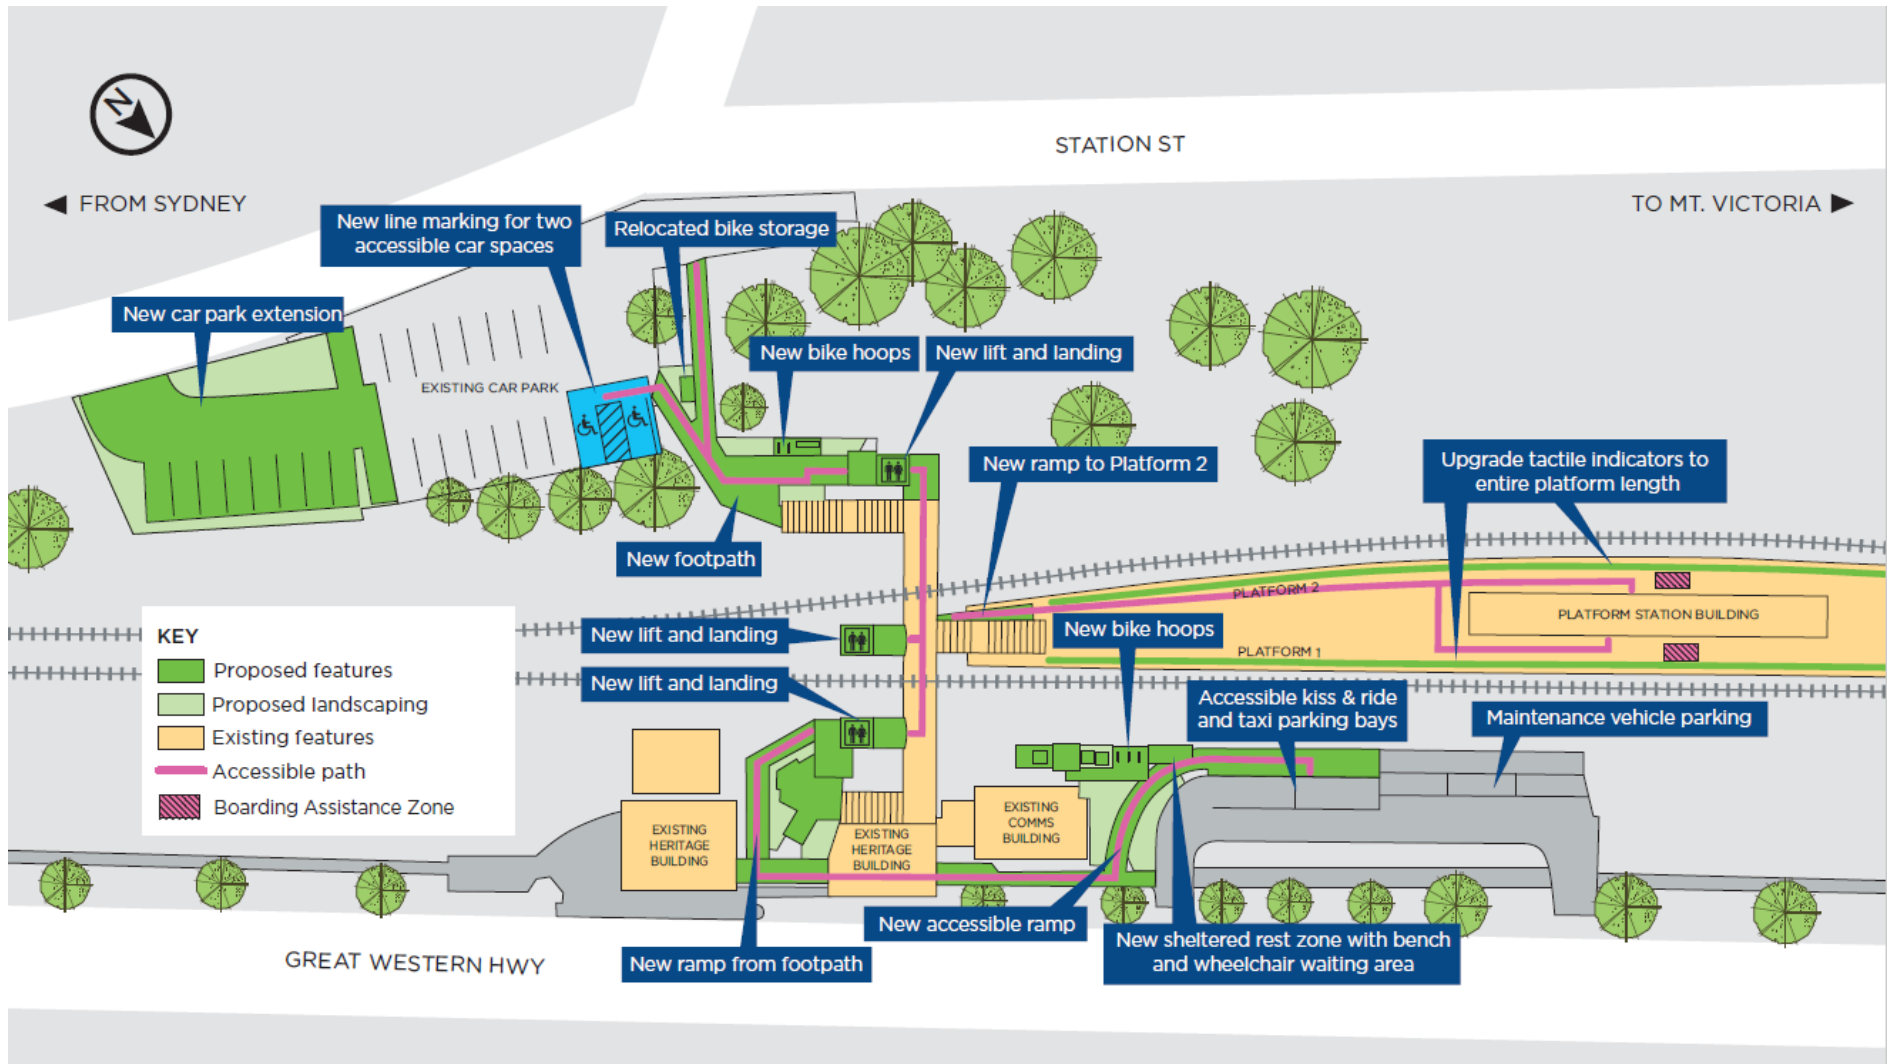 N
STATION ST
FROM SYDNEY
TO MT. VICTORIA
New line marking for two
accessible car spaces
Relocated bike storage
New car park extension
New bike hoops
New lift and landing
EXISTING CAR PARK
New ramp to Platform 2
Upgrade tactile indicators to
entire platform length
New footpath
PLATFORM 2
PLATFORM STATION BUILDING
New lift and landing
New bike hoops
PLATFORM 1
New lift and landing
Accessible kiss & ride
and taxi parking bays
Maintenance vehicle parking
KEY
Proposed features
Proposed landscaping
Existing features
Accessible path
Boarding Assistance Zone
EXISTING
HERITAGE
BUILDING
EXISTING
HERITAGE
BUILDING
EXISTING
COMMS
BUILDING
New accessible ramp
New sheltered rest zone with bench
and wheelchair waiting area
New ramp from footpath
GREAT WESTERN HWY